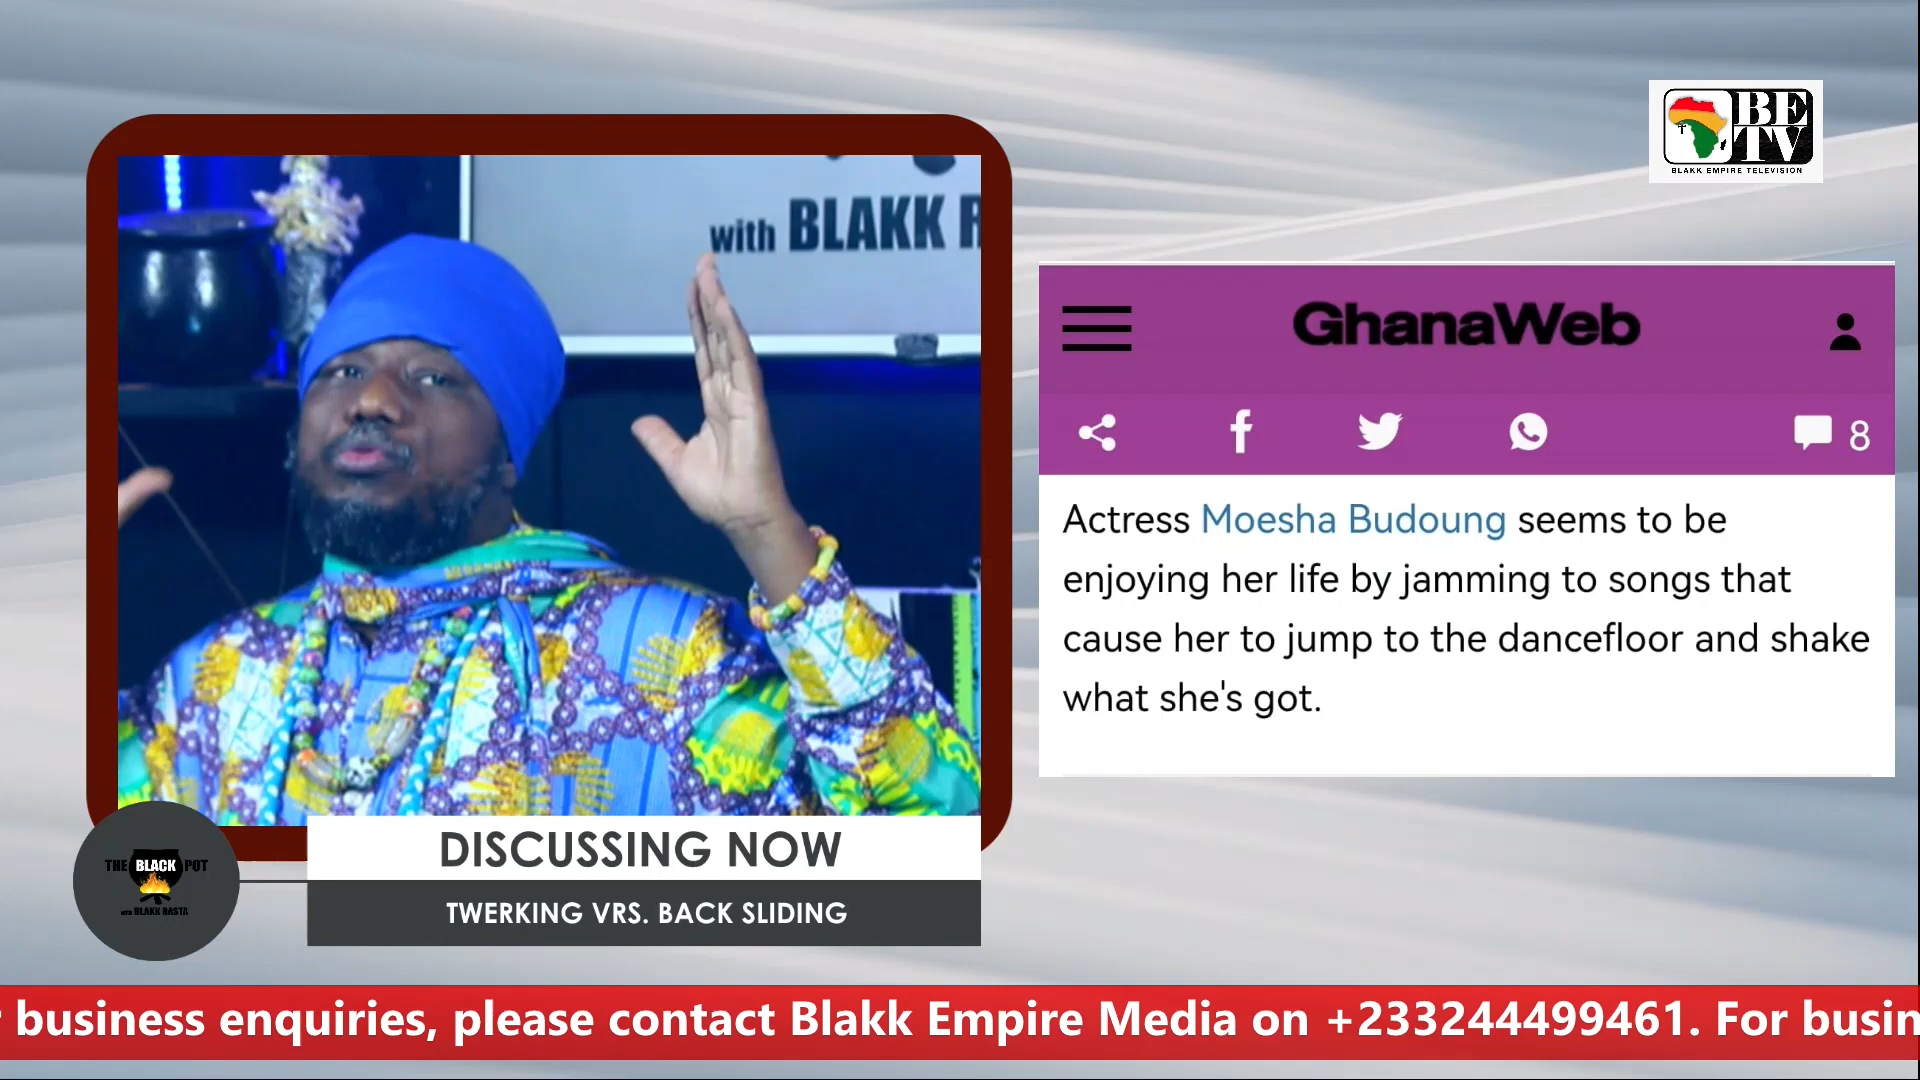 BE
TV
BLAKK EMPIRE TELEVISION
with BLAKK R
GhanaWeb
8
Actress Moesha Budoung seems to be
enjoying her life by jamming to songs that
cause her to jump to the dancefloor and shake
what she's got.
THE BLACK POT
with BLAKK RASTA
DISCUSSING NOW
TWERKING VRS. BACK SLIDING
business enquiries, please contact Blakk Empire Media on +233244499461. For busin